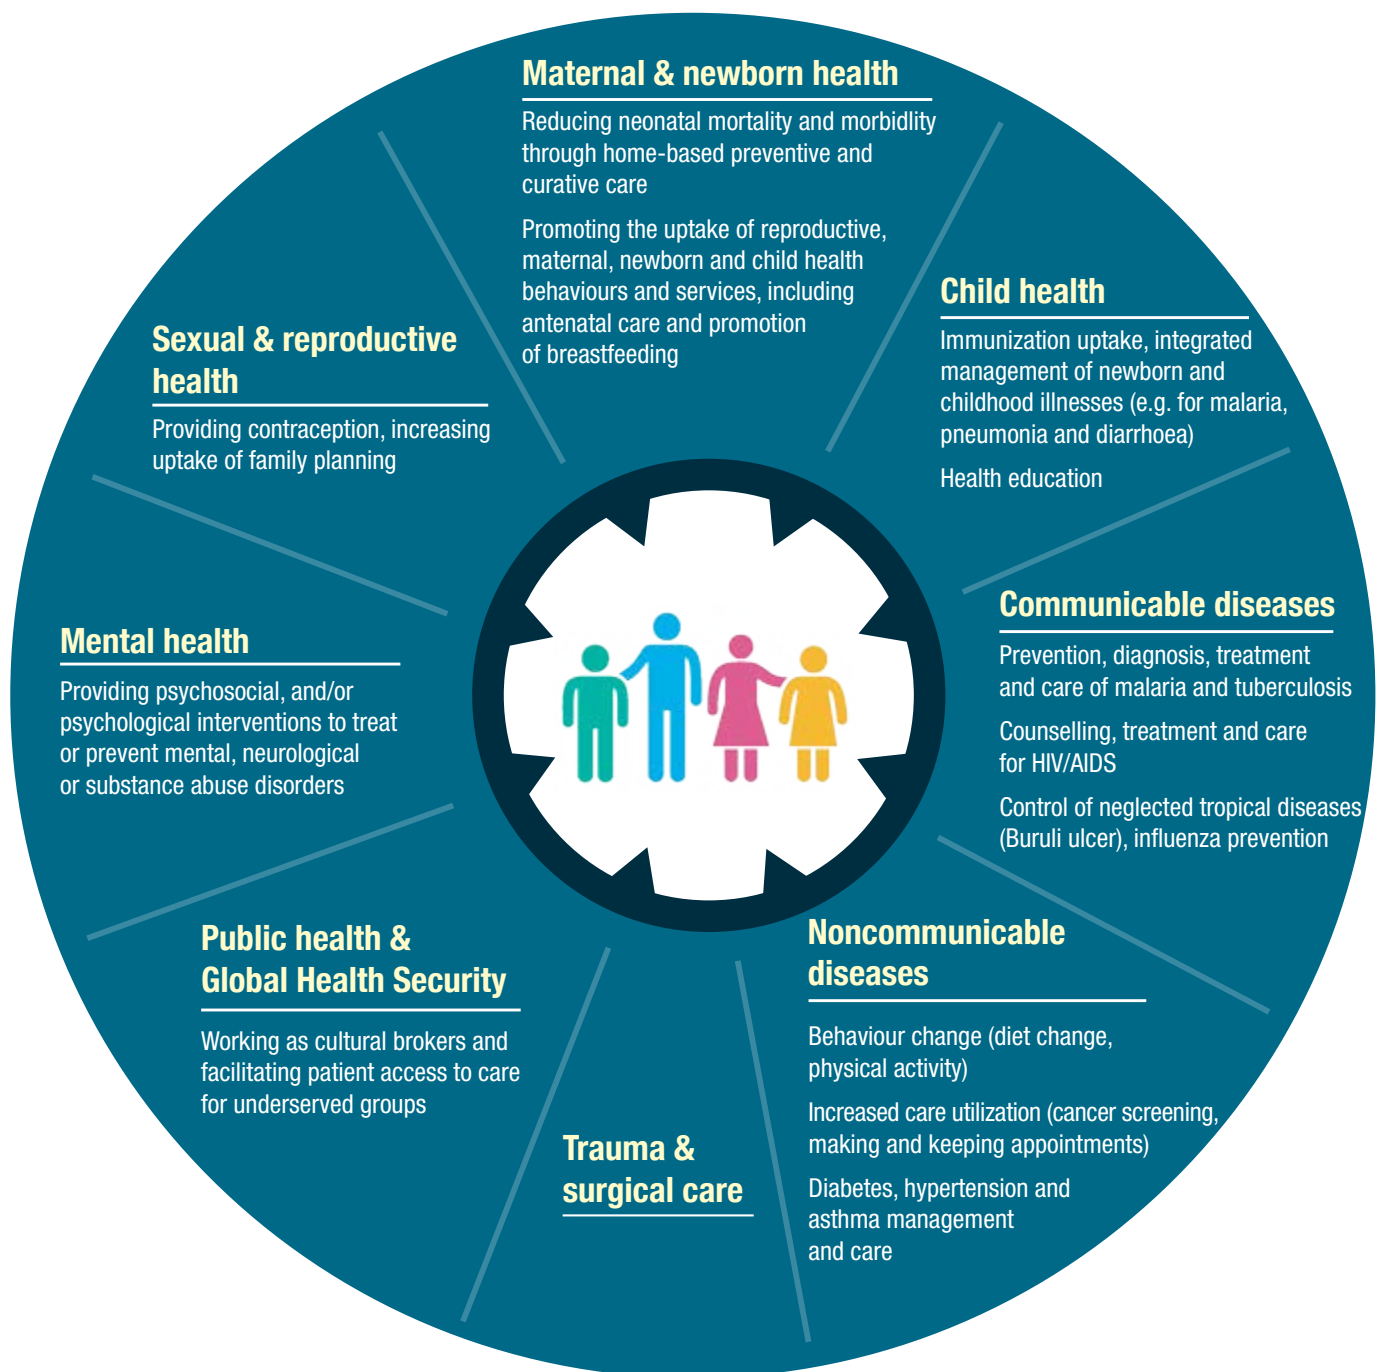 Maternal & newborn health
Reducing neonatal mortality and morbidlity
through home-based preventive and
curative care
Promoting the uptake of reproductive,
maternal, newborn and child health
behaviours and services, including
antenatal care and promotion
of breastfeeding
Child health
Immunization uptake, integrated
management of newborn and
childhood illnesses (e.g. for malaria,
pneumonia and diarrhoea)
Health education
Communicable diseases
Prevention, diagnosis, treatment
and care of malaria and tuberculosis
Counselling, treatment and care
for HIV/AIDS
Control of neglected tropical diseases
(Buruli ulcer), influenza prevention
Noncommunicable
diseases
Behaviour change (diet change,
physical activity)
Increased care utilization (cancer screening,
making and keeping appointments)
Diabetes, hypertension and
asthma management
and care
Trauma &
surgical care
Public health &
Global Health Security
Working as cultural brokers and
facilitating patient access to care
for underserved groups
Mental health
Providing psychosocial, and/or
psychological interventions to treat
or prevent mental, neurological
or substance abuse disorders
Sexual & reproductive
health
Providing contraception, increasing
uptake of family planning